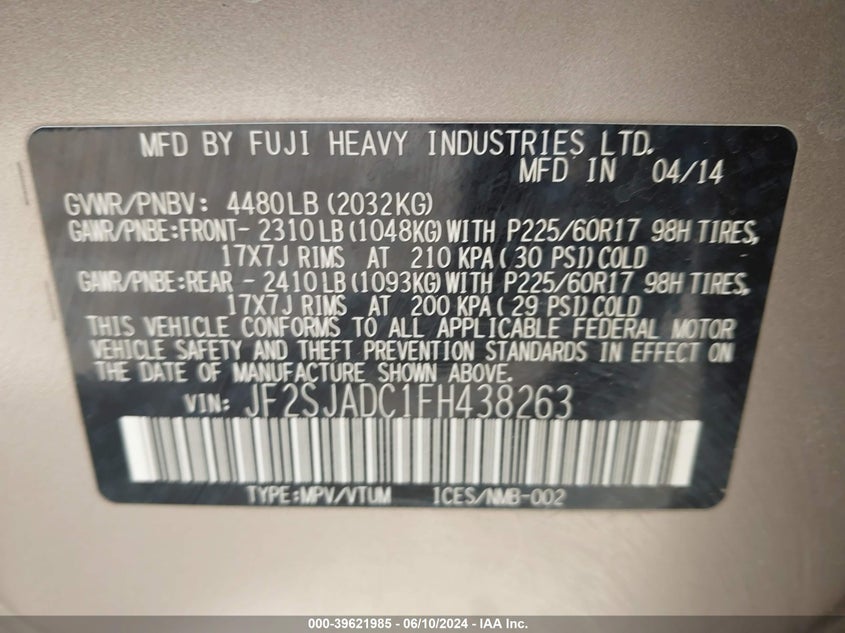 MFD BY FUJI HEAVY INDUSTRIES LTD.
MFD IN 04/14
GVWR/PNBV: 4480LB (2032KG)
GAWR/PNBE:FRONT- 2310LB (1048KG) WITH P225/60R17 98H TIRES,
17X7J RIMS AT 210 KPA ( 30 PSI) COLD
GAWR/PNBE:REAR - 2410LB (1093KG) WITH P225/60R17 98H TIRES,
17X7J RIMS AT 200 KPA ( 29 PSI) COLD
THIS VEHICLE CONFORMS TO ALL APPLICABLE FEDERAL MOTOR
VEHICLE SAFETY AND THEFT PREVENTION STANDARDS IN EFFECT ON
THE DATE OF MANUFACTURE SHOWN ABOVE.
VIN: JF2SJADC1FH438263
TYPE:MPV/VTUM ICES/NMB-002
000-39621985 - 06/10/2024 - IAA Inc.